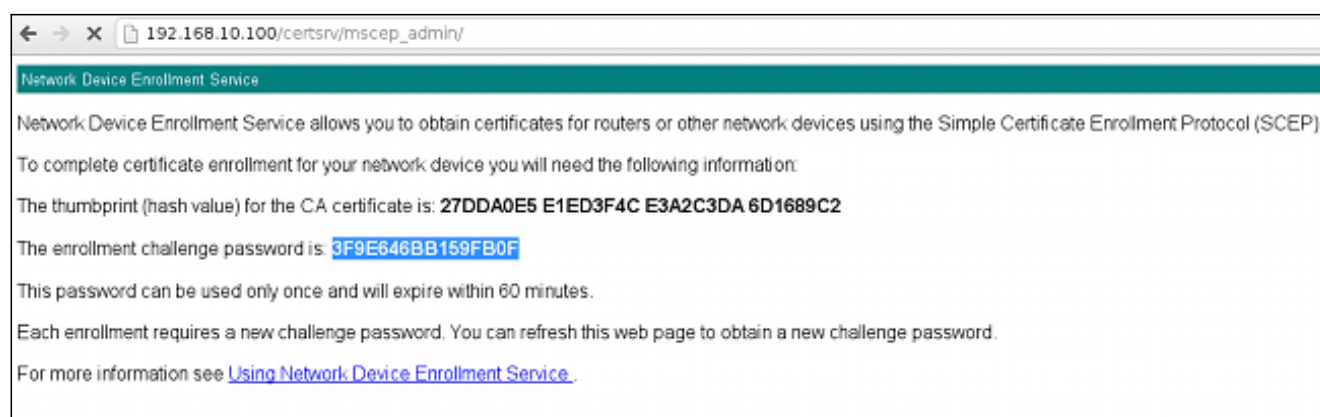 192.168.10.100/certsrv/mscep_admin/
Network Device Enrollment Service
Network Device Enrollment Service allows you to obtain certificates for routers or other network devices using the Simple Certificate Enrollment Protocol (SCEP)
To complete certificate enrollment for your network device you will need the following information:
The thumbprint (hash value) for the CA certificate is: 27DDA0E5 E1ED3F4C E3A2C3DA 6D1689C2
The enrollment challenge password is: 3F9E646BB159FB0F
This password can be used only once and will expire within 60 minutes.
Each enrollment requires a new challenge password. You can refresh this web page to obtain a new challenge password.
For more information see Using Network Device Enrollment Service .